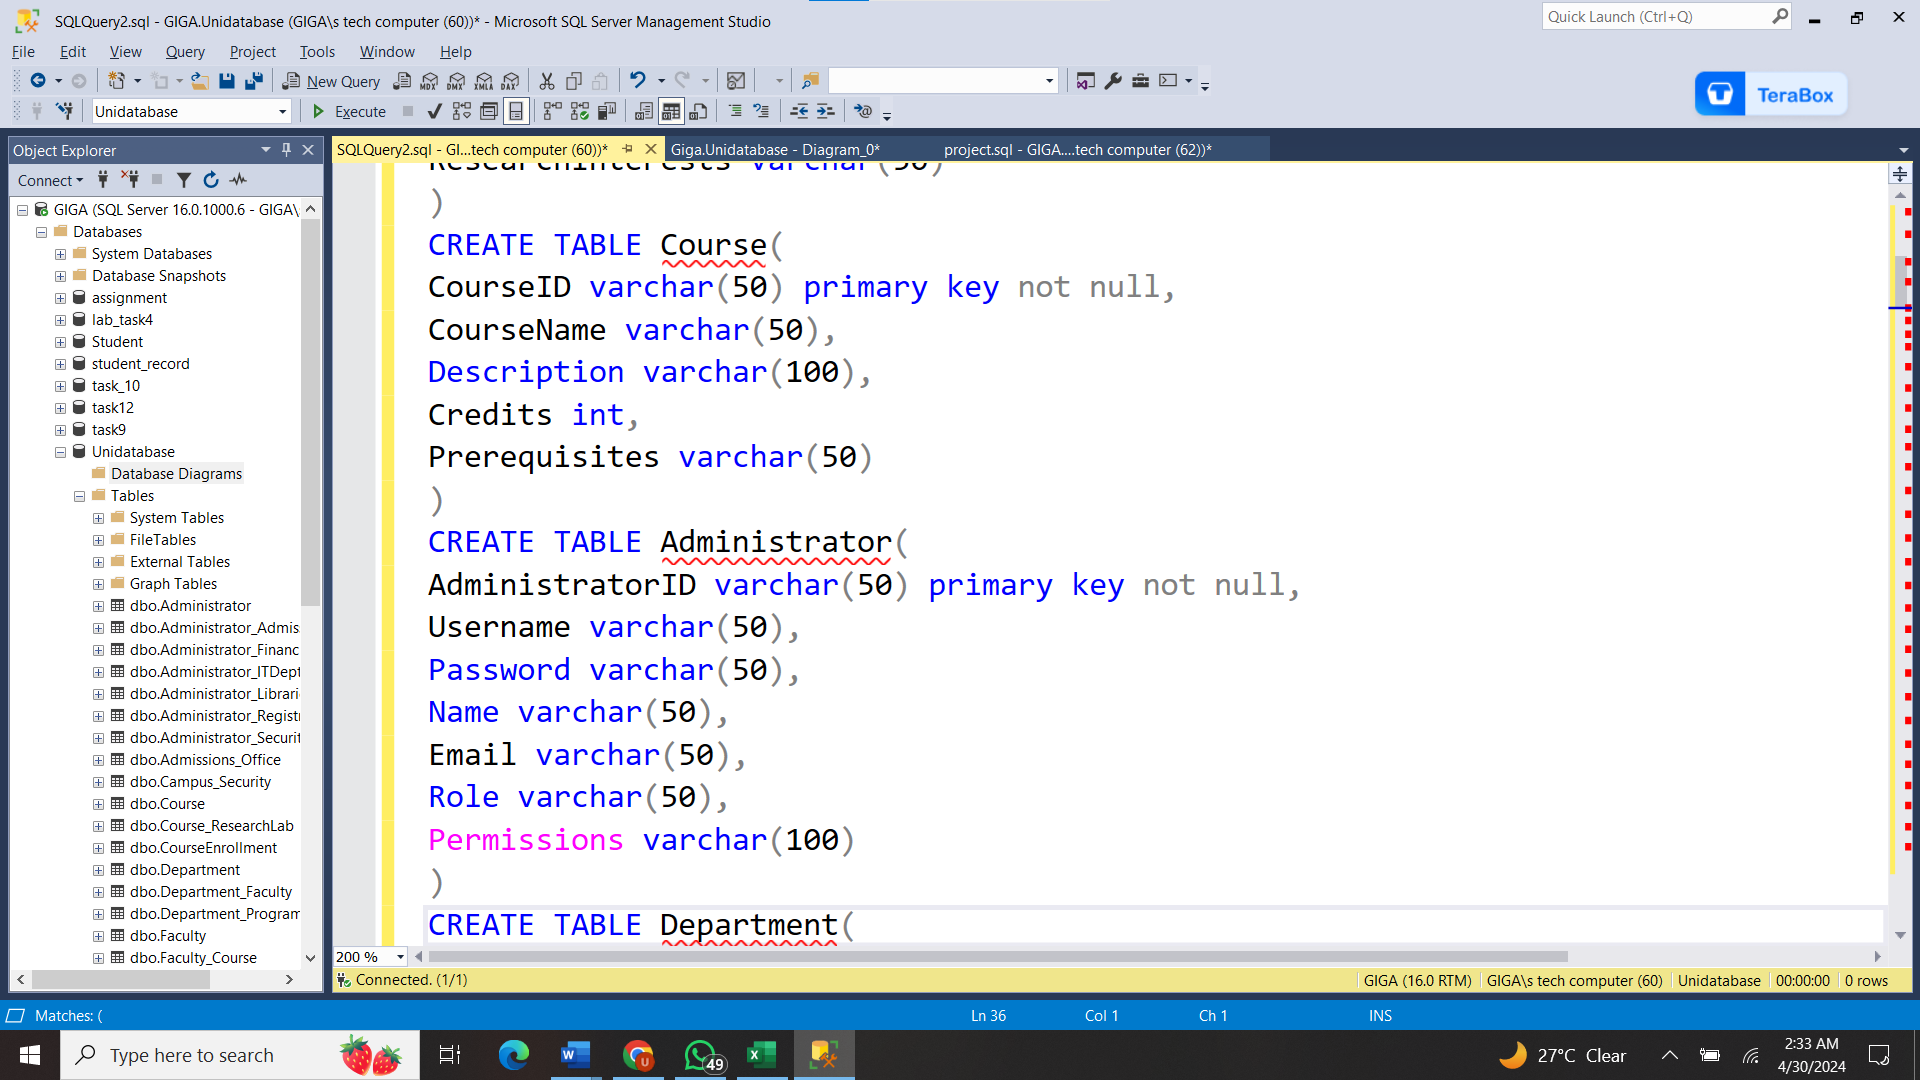 SQLQuery2.sql - GIGA.Unidatabase (GIGA\s tech computer (60))* - Microsoft SQL Server Management Studio
Quick Launch (Ctrl+Q)
File Edit View Query Project Tools Window Help
New Query
MDX DMX XMLA DAX
TeraBox
Unidatabase
Execute
Object Explorer
SQLQuery2.sql - GI...tech computer (60))*
Giga.Unidatabase - Diagram_0*
project.sql - GIGA....tech computer (62))*
Connect
GIGA (SQL Server 16.0.1000.6 - GIGA\
Databases
System Databases
Database Snapshots
assignment
lab_task4
Student
student_record
task_10
task12
task9
Unidatabase
Database Diagrams
Tables
System Tables
FileTables
External Tables
Graph Tables
dbo.Administrator
dbo.Administrator_Admis
dbo.Administrator_Financ
dbo.Administrator_ITDept
dbo.Administrator_Librari
dbo.Administrator_Registr
dbo.Administrator_Securit
dbo.Admissions_Office
dbo.Campus_Security
dbo.Course
dbo.Course_ResearchLab
dbo.CourseEnrollment
dbo.Department
dbo.Department_Faculty
dbo.Department_Program
dbo.Faculty
dbo.Faculty_Course
ResearchInterests varchar(50)
)
CREATE TABLE Course(
CourseID varchar(50) primary key not null,
CourseName varchar(50),
Description varchar(100),
Credits int,
Prerequisites varchar(50)
)
CREATE TABLE Administrator(
AdministratorID varchar(50) primary key not null,
Username varchar(50),
Password varchar(50),
Name varchar(50),
Email varchar(50),
Role varchar(50),
Permissions varchar(100)
)
CREATE TABLE Department(
200 %
Connected. (1/1)
GIGA (16.0 RTM) GIGA\s tech computer (60) Unidatabase 00:00:00 0 rows
Matches: (
Ln 36 Col 1 Ch 1 INS
Type here to search
49
27°C Clear
2:33 AM
4/30/2024